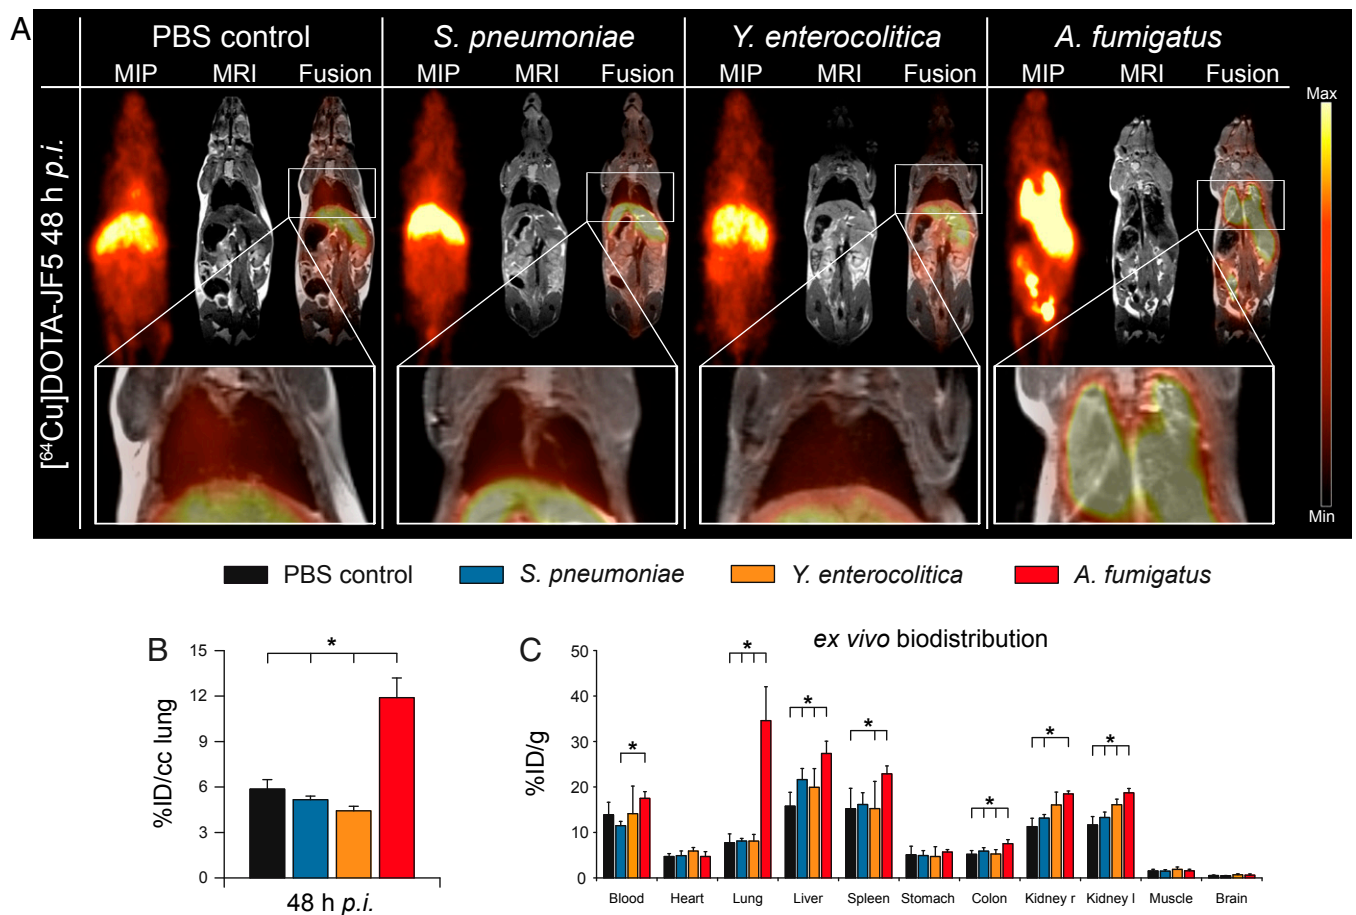 A
PBS control S. pneumoniae Y. enterocolitica A. fumigatus
MIP MRI Fusion MIP MRI Fusion MIP MRI Fusion MIP MRI Fusion
[⁶⁴Cu]DOTA-JF5 48 h p.i.
Max
Min
PBS control S. pneumoniae Y. enterocolitica A. fumigatus
B
%ID/cc lung
15
12
9
6
3
0
*
48 h p.i.
C
ex vivo biodistribution
%ID/g
50
40
30
20
10
0
* * * * * * *
Blood Heart Lung Liver Spleen Stomach Colon Kidney r Kidney l Muscle Brain